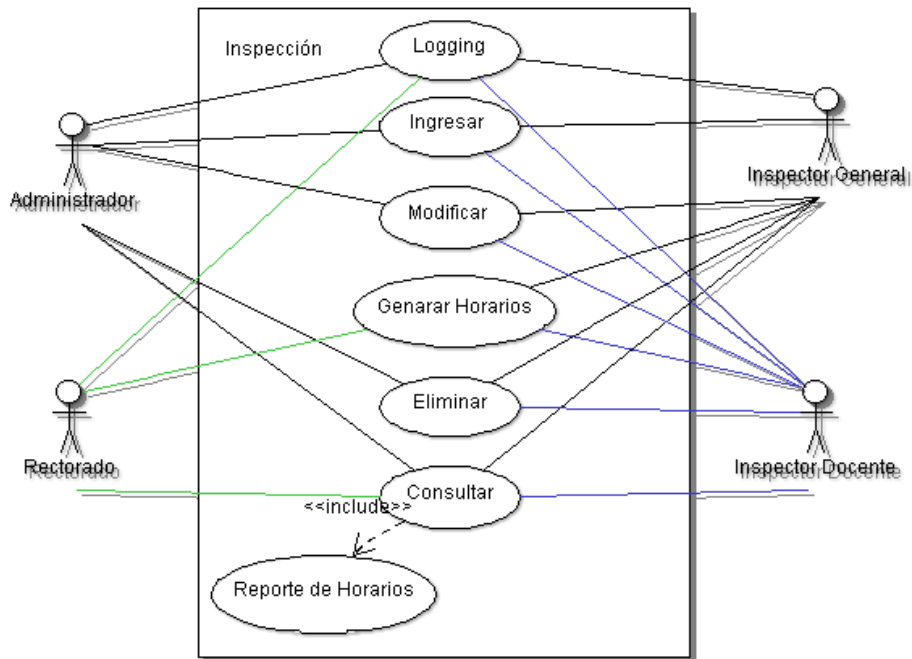 Inspección
Logging
Ingresar
Inspector General
Administrador
Modificar
Genarar Horarios
Eliminar
Rectorado
Inspector Docente
Consultar
<<include>>
Reporte de Horarios